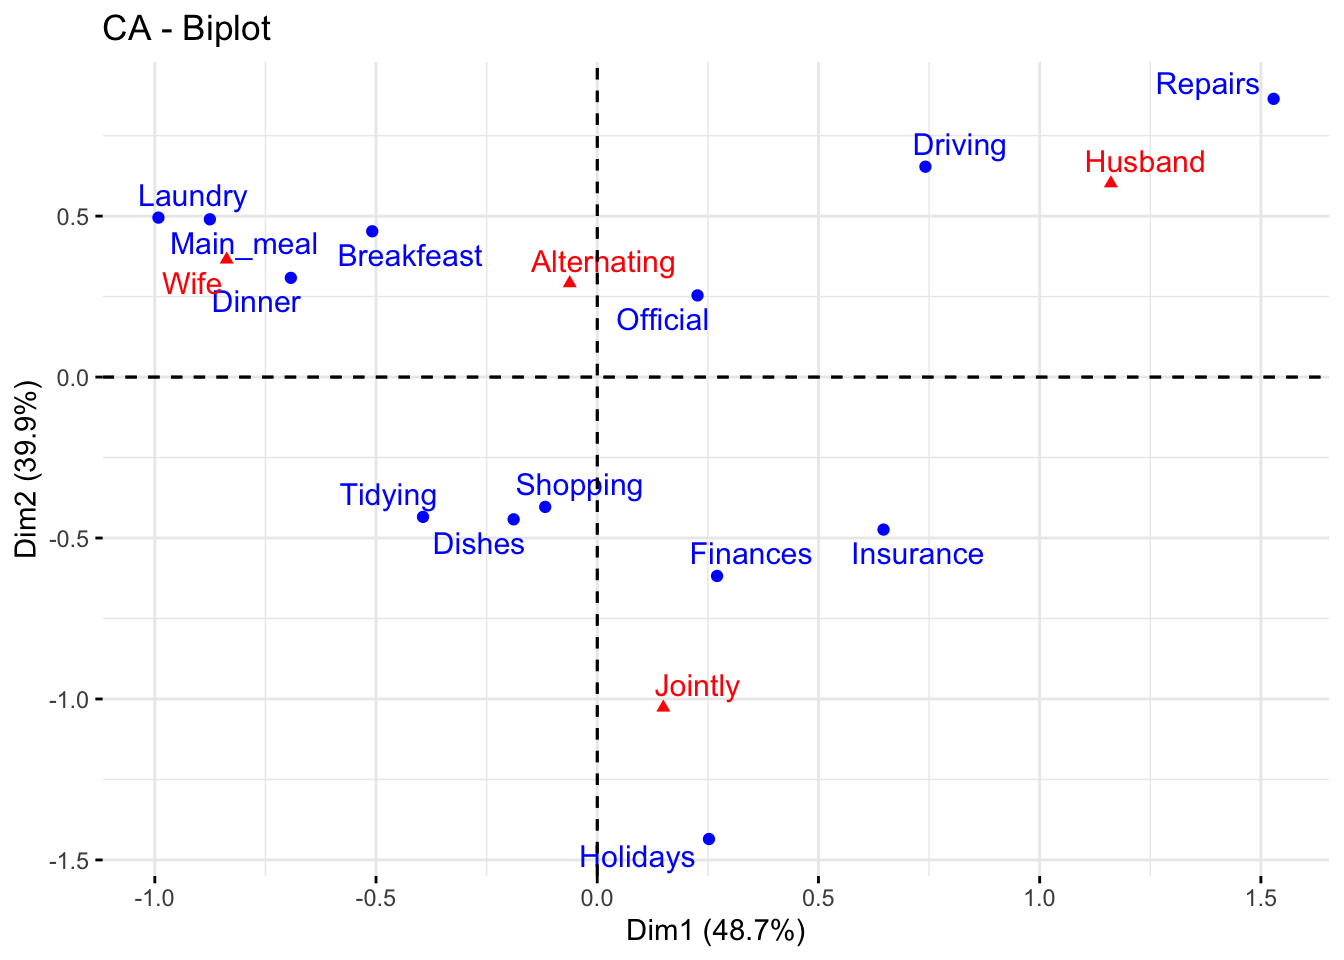 CA - Biplot
Repairs
Driving
Husband
Laundry
Main_meal
Breakfeast
Wife
Dinner
Alternating
Official
Tidying
Shopping
Dishes
Finances
Insurance
Jointly
Holidays
0.5
0.0
-0.5
-1.0
-1.5
Dim2 (39.9%)
-1.0 -0.5 0.0 0.5 1.0 1.5
Dim1 (48.7%)